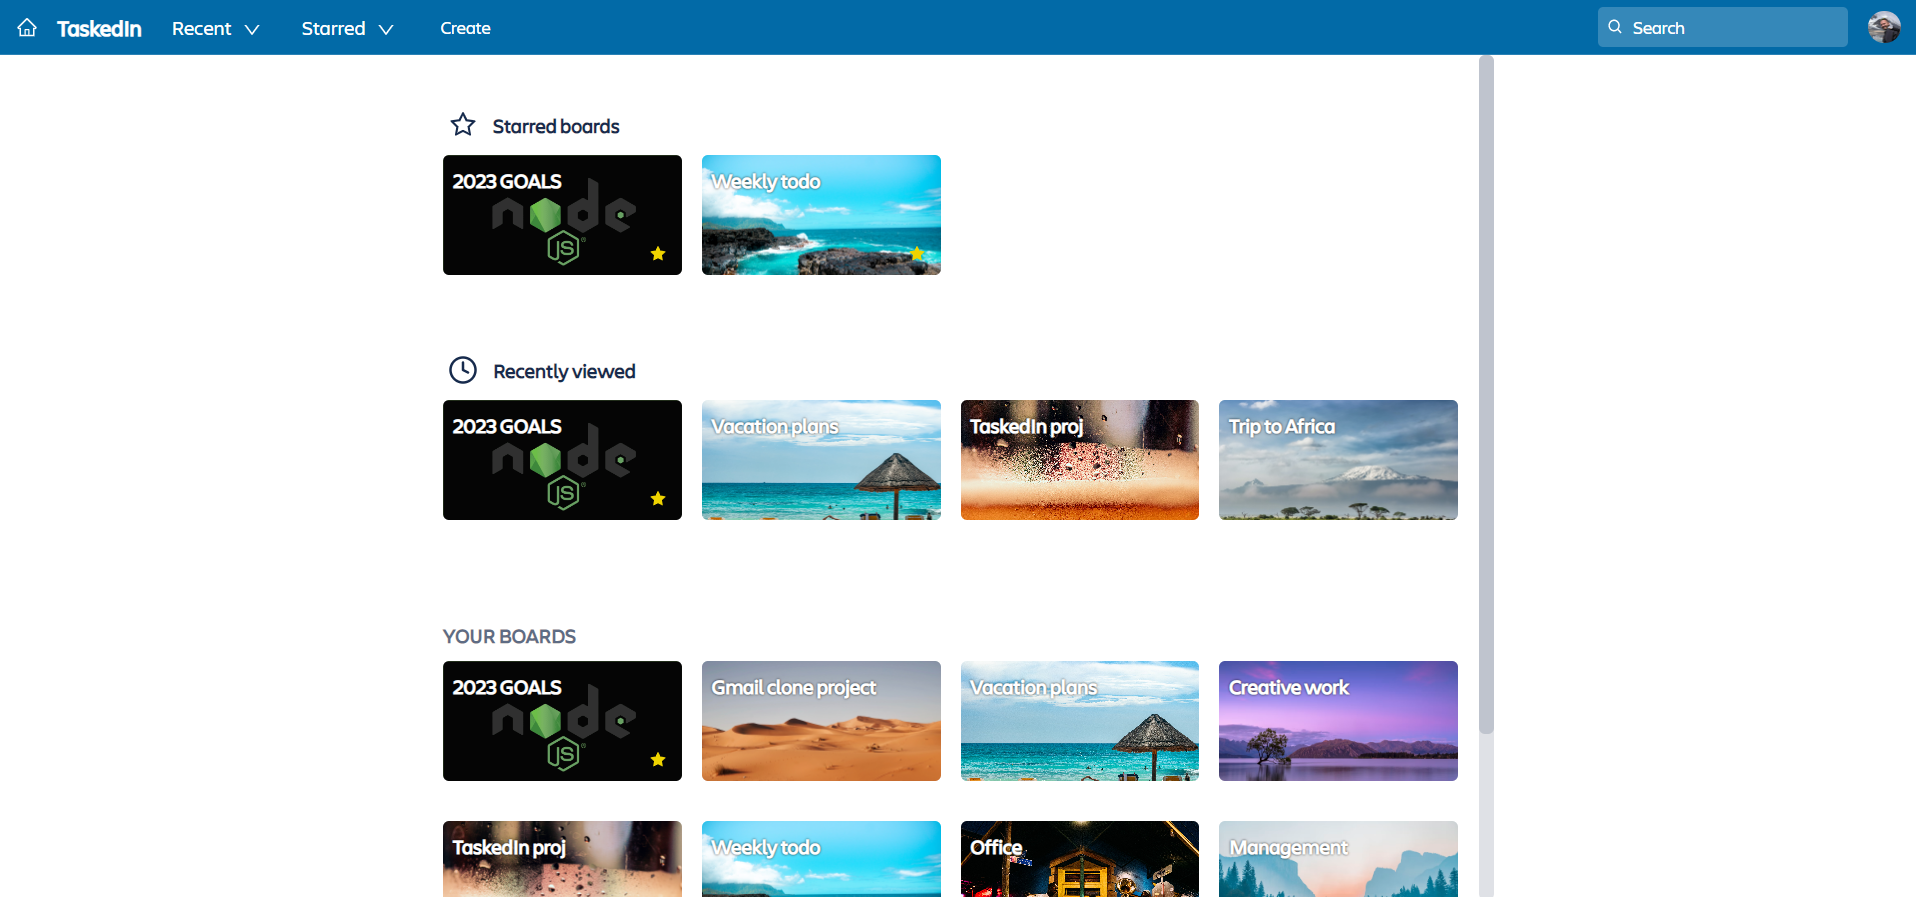 TaskedIn Recent Starred Create Search
Starred boards
2023 GOALS
node
JS
Weekly todo
Recently viewed
2023 GOALS
node
JS
Vacation plans
TaskedIn proj
Trip to Africa
YOUR BOARDS
2023 GOALS
node
JS
Gmail clone project
Vacation plans
Creative work
TaskedIn proj
Weekly todo
Office
Management